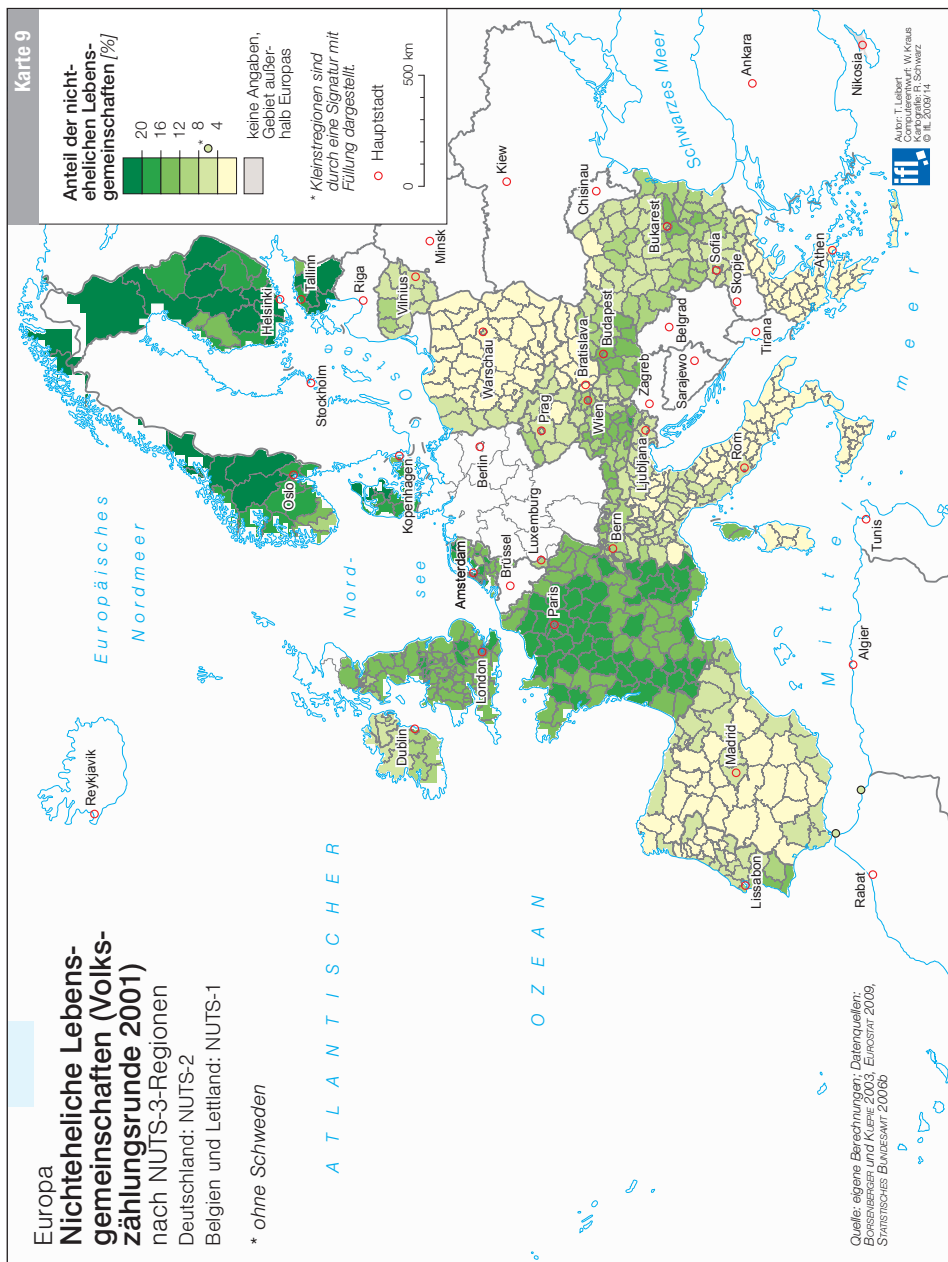 Karte 9
Europa
Nichteheliche Lebens-
gemeinschaften (Volks-
zählungsrunde 2001)
nach NUTS-3-Regionen
Deutschland: NUTS-2
Belgien und Lettland: NUTS-1
* ohne Schweden
Anteil der nicht-
ehelichen Lebens-
gemeinschaften [%]
20
16
12
8
4
*
keine Angaben,
Gebiet außer-
halb Europas
* Kleinstregionen sind
durch eine Signatur mit
Füllung dargestellt.
Hauptstadt
0
500 km
Europäisches
Nordmeer
Nord-
see
Ostsee
ATLANTISCHER
OZEAN
Mittelmeer
Schwarzes Meer
Reykjavik
Oslo
Stockholm
Helsinki
Tallinn
Riga
Vilnius
Minsk
Kopenhagen
Dublin
London
Amsterdam
Brüssel
Luxemburg
Berlin
Warschau
Kiew
Paris
Bern
Prag
Wien
Bratislava
Budapest
Chisinau
Ljubljana
Zagreb
Belgrad
Sarajewo
Bukarest
Sofia
Skopje
Tirana
Athen
Ankara
Nikosia
Rom
Madrid
Lissabon
Rabat
Algier
Tunis
Quelle: eigene Berechnungen; Datenquellen:
BORSENBERGER und KUEPIE 2003, EUROSTAT 2009,
STATISTISCHES BUNDESAMT 2006b
ifl
Autor: T. Leibert
Computerentwurf: W. Kraus
Kartografie: R. Schwarz
© IfL 2009/14